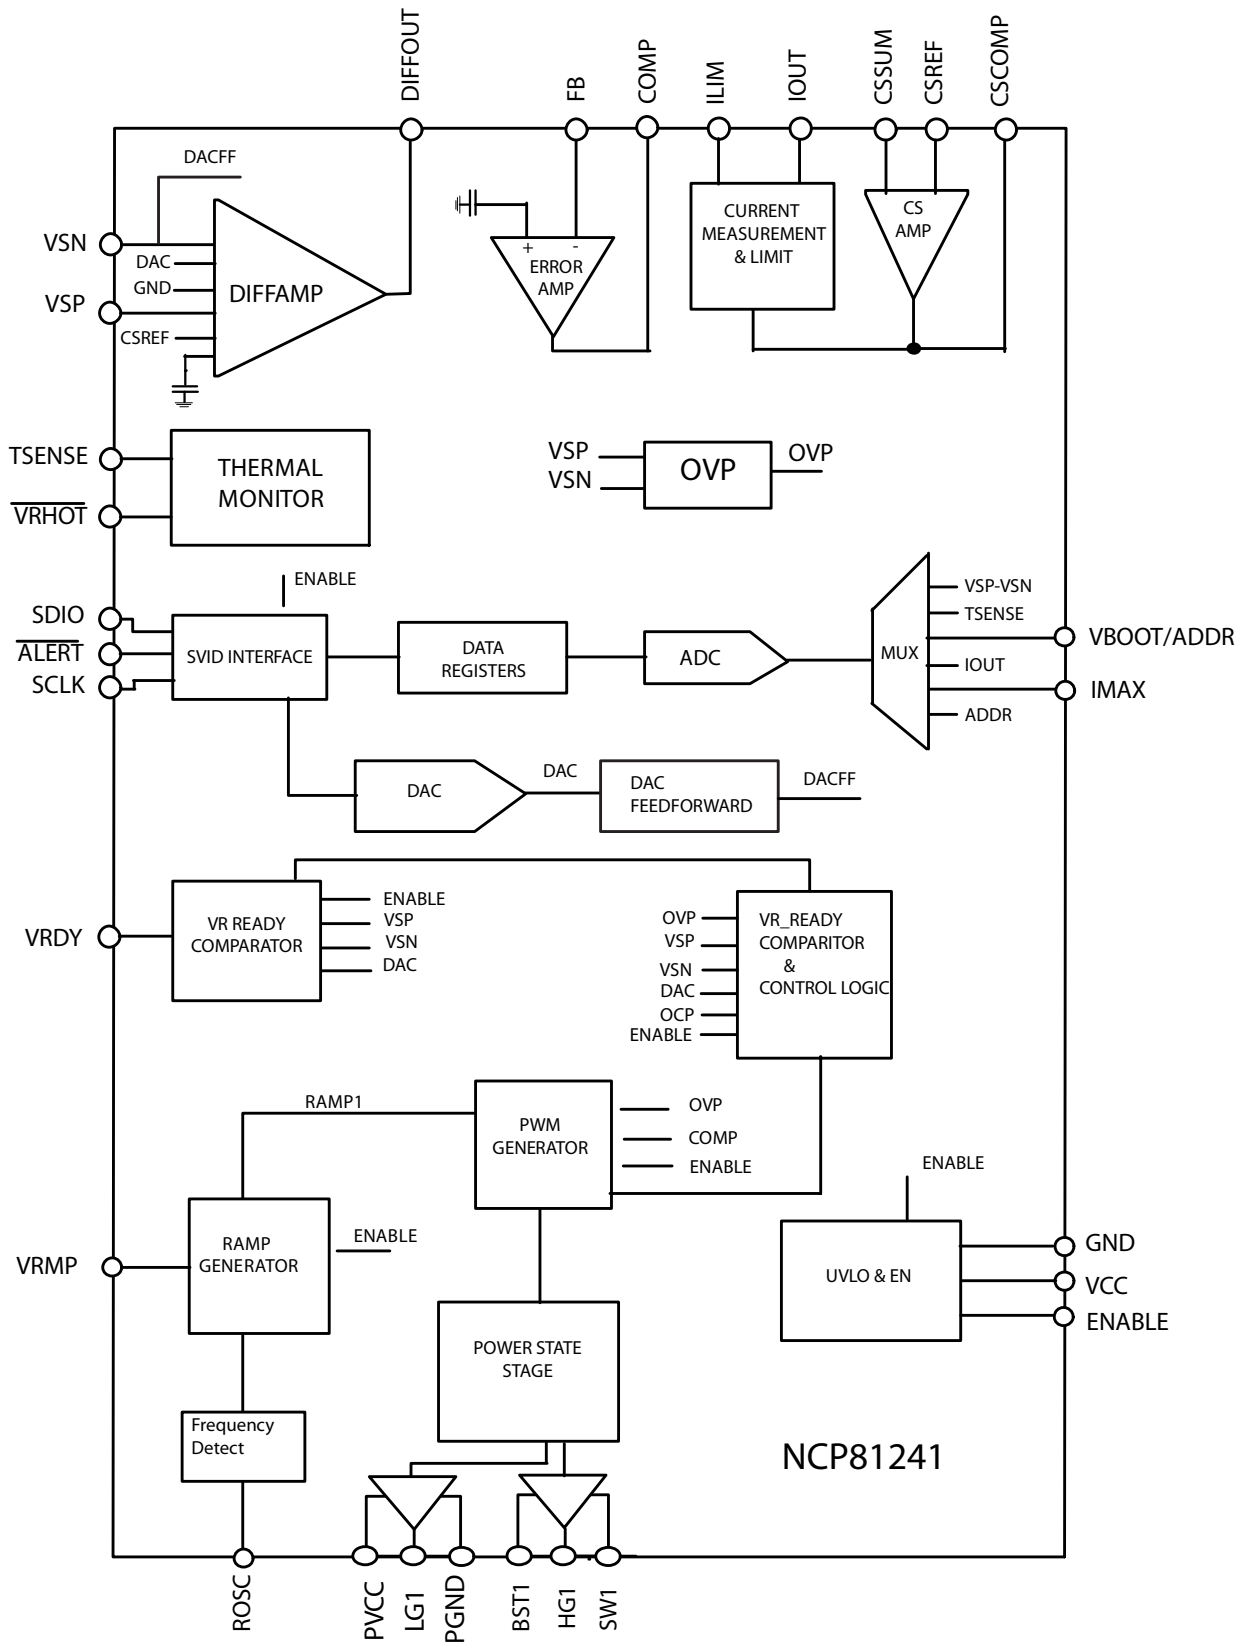 DIFFOUT
FB
COMP
ILIM
IOUT
CSSUM
CSREF
CSCOMP
DACFF
VSN
DAC
GND
VSP
CSREF
DIFFAMP
+ -
ERROR
AMP
CURRENT
MEASUREMENT
& LIMIT
CS
AMP
TSENSE
VRHOT
THERMAL
MONITOR
VSP
VSN
OVP
OVP
ENABLE
SDIO
ALERT
SCLK
SVID INTERFACE
DATA
REGISTERS
ADC
MUX
VSP-VSN
TSENSE
IOUT
ADDR
VBOOT/ADDR
IMAX
DAC
DAC
DAC
FEEDFORWARD
DACFF
VRDY
VR READY
COMPARATOR
ENABLE
VSP
VSN
DAC
OVP
VSP
VSN
DAC
OCP
ENABLE
VR_READY
COMPARITOR
&
CONTROL LOGIC
RAMP1
PWM
GENERATOR
OVP
COMP
ENABLE
VRMP
RAMP
GENERATOR
ENABLE
ENABLE
UVLO & EN
GND
VCC
ENABLE
POWER STATE
STAGE
Frequency
Detect
NCP81241
ROSC
PVCC
LG1
PGND
BST1
HG1
SW1